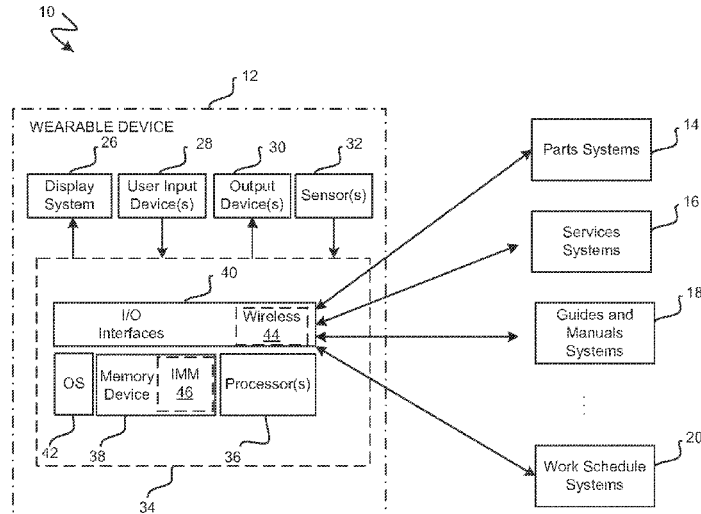 10
12
WEARABLE DEVICE
26
28
30
32
Display
System
User Input
Device(s)
Output
Device(s)
Sensor(s)
40
I/O
Interfaces
Wireless
44
OS
Memory
Device
IMM
46
Processor(s)
42
38
36
34
Parts Systems
14
Services
Systems
16
Guides and
Manuals
Systems
18
Work Schedule
Systems
20